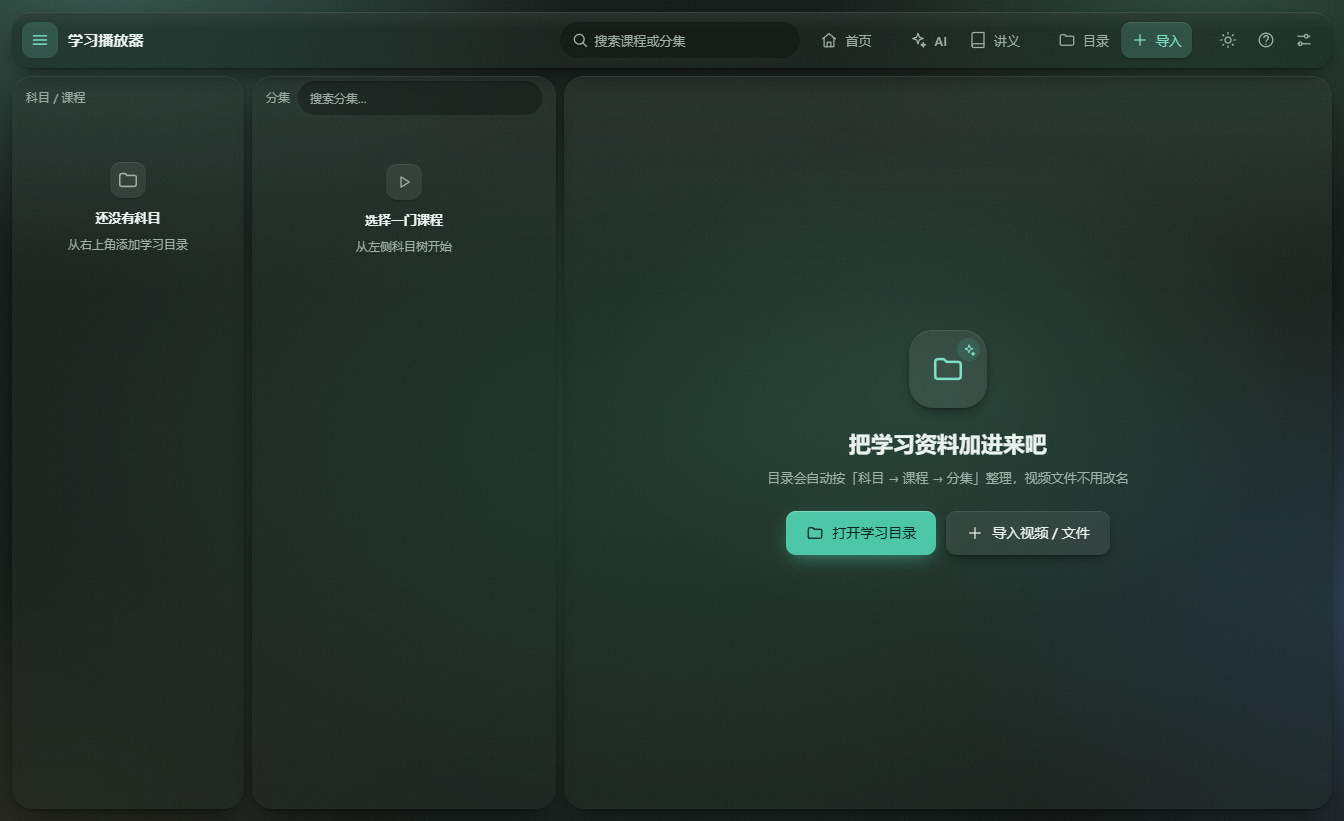 学习播放器
搜索课程或分集
首页
AI
讲义
目录
导入
科目 / 课程
还没有科目
从右上角添加学习目录
分集
搜索分集...
选择一门课程
从左侧科目树开始
把学习资料加进来吧
目录会自动按「科目 → 课程 → 分集」整理，视频文件不用改名
打开学习目录
导入视频 / 文件